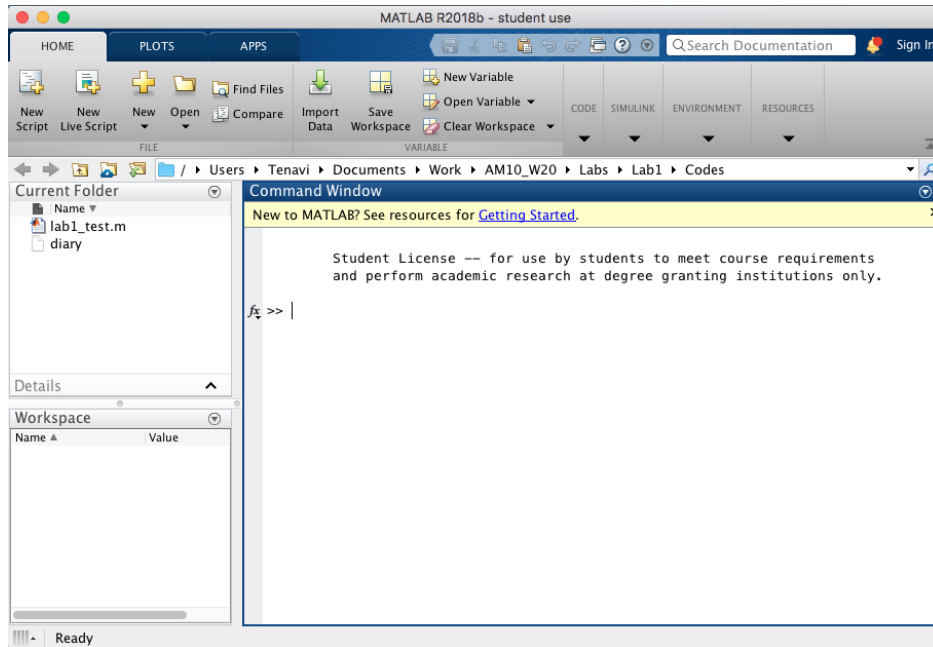 MATLAB R2018b - student use
HOME PLOTS APPS Search Documentation Sign In
New Script
New Live Script
New
Open
Find Files
Compare
FILE
Import Data
Save Workspace
New Variable
Open Variable
Clear Workspace
VARIABLE
CODE SIMULINK ENVIRONMENT RESOURCES
/ Users Tenavi Documents Work AM10_W20 Labs Lab1 Codes
Current Folder
Name
lab1_test.m
diary
Details
Workspace
Name Value
Command Window
New to MATLAB? See resources for Getting Started.
Student License -- for use by students to meet course requirements
and perform academic research at degree granting institutions only.
fx >>
Ready